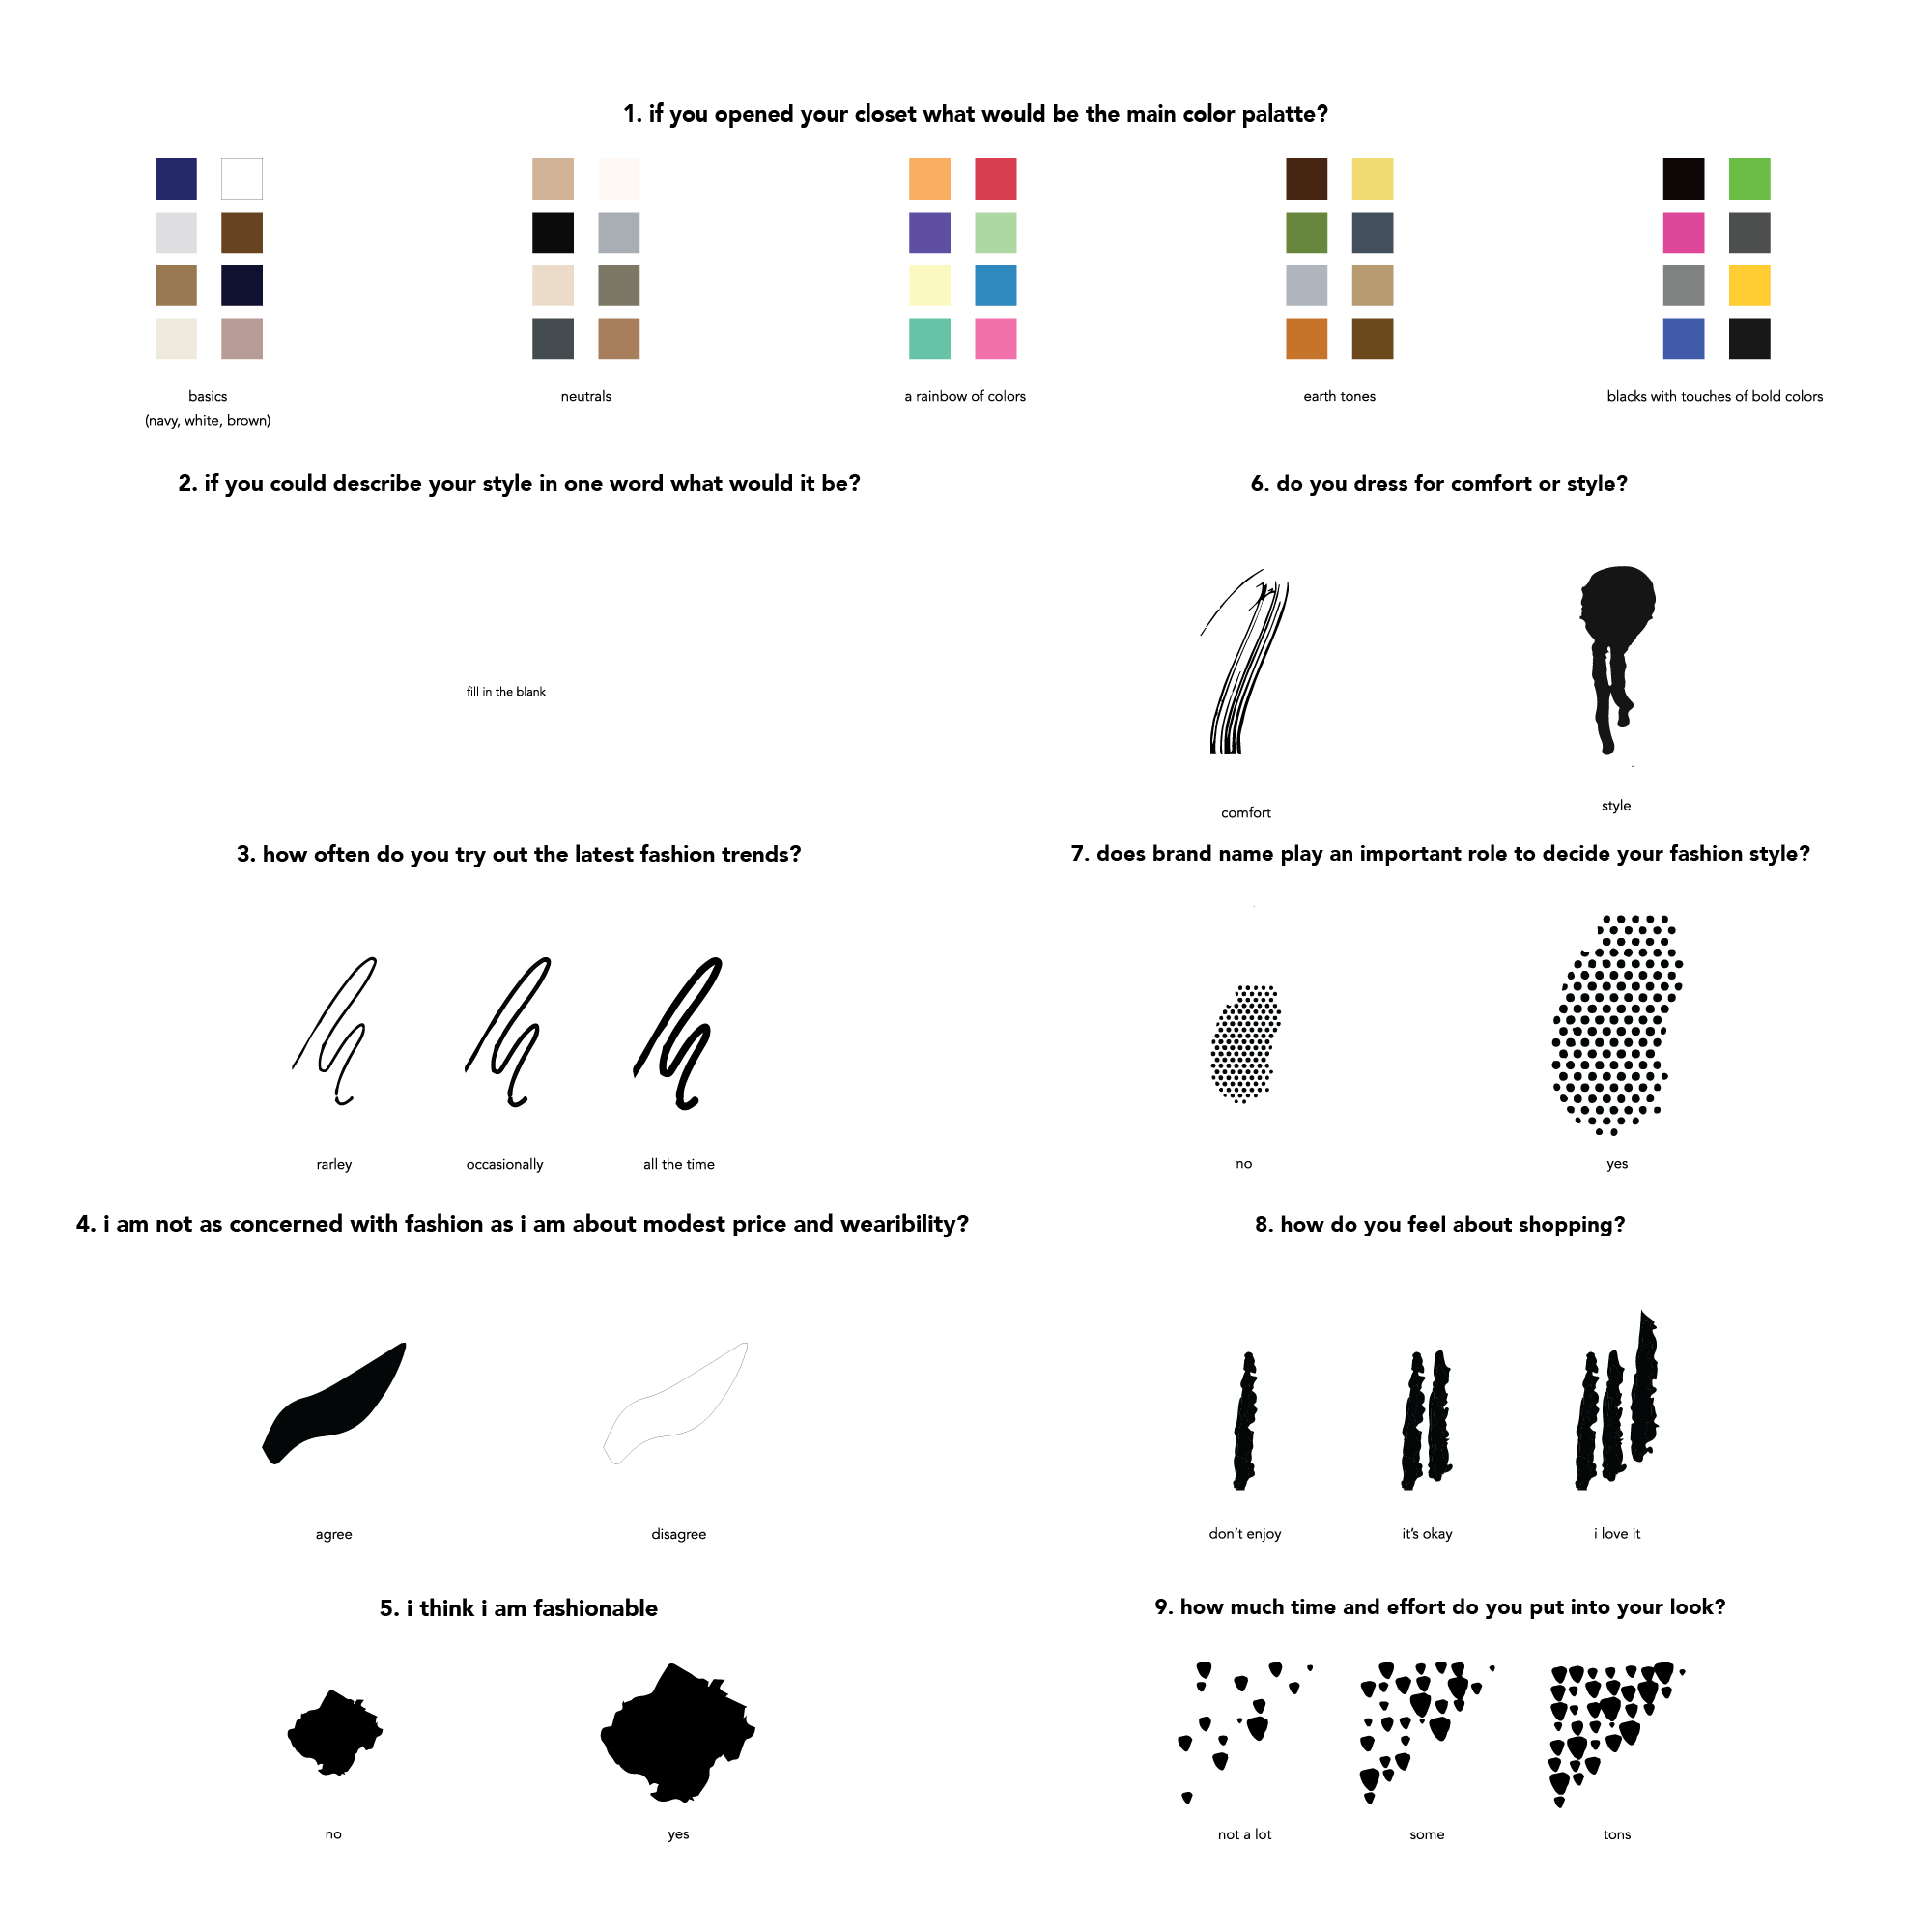 1. if you opened your closet what would be the main color palatte?
basics
(navy, white, brown)
neutrals
a rainbow of colors
earth tones
blacks with touches of bold colors
2. if you could describe your style in one word what would it be?
fill in the blank
3. how often do you try out the latest fashion trends?
rarley
occasionally
all the time
4. i am not as concerned with fashion as i am about modest price and wearibility?
agree
disagree
5. i think i am fashionable
no
yes
6. do you dress for comfort or style?
comfort
style
7. does brand name play an important role to decide your fashion style?
no
yes
8. how do you feel about shopping?
don't enjoy
it's okay
i love it
9. how much time and effort do you put into your look?
not a lot
some
tons